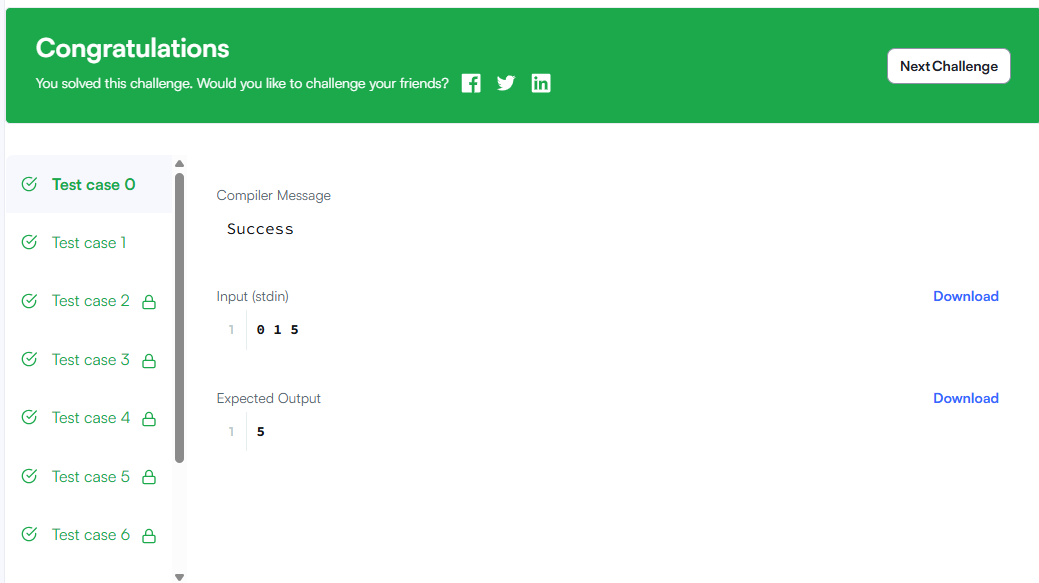 Congratulations
You solved this challenge. Would you like to challenge your friends?
Next Challenge
Test case 0
Test case 1
Test case 2
Test case 3
Test case 4
Test case 5
Test case 6
Compiler Message
Success
Input (stdin)
Download
1 0 1 5
Expected Output
Download
1 5